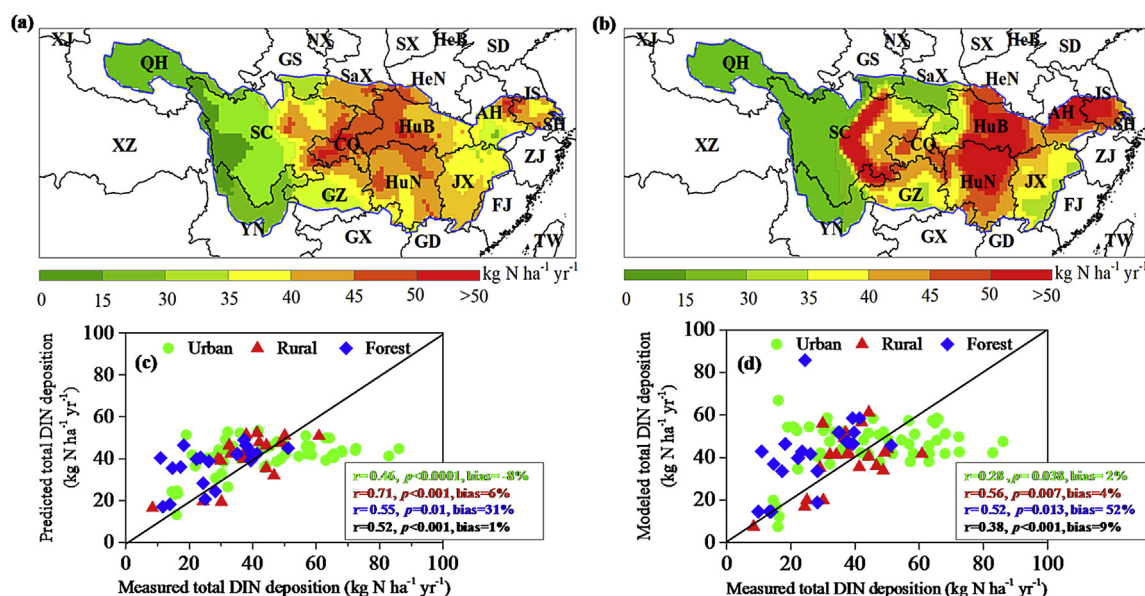 (a)
XJ
NX
SX
HeB
SD
QH
GS
SaX
HeN
JS
AH
SH
XZ
SC
HuB
CQ
ZJ
HuN
JX
GZ
FJ
YN
GX
GD
TW
kg N ha⁻¹ yr⁻¹
0 15 30 35 40 45 50 >50
(b)
XJ
NX
SX
HeB
SD
QH
GS
SaX
HeN
JS
AH
SH
XZ
SC
HuB
CQ
ZJ
HuN
JX
GZ
FJ
YN
GX
GD
TW
kg N ha⁻¹ yr⁻¹
0 15 30 35 40 45 50 >50
Predicted total DIN deposition
(kg N ha⁻¹ yr⁻¹)
100
80
60
40
20
0
(c)
Urban Rural Forest
r=0.46, p<0.0001, bias=-8%
r=0.71, p<0.001, bias=6%
r=0.55, p=0.01, bias=31%
r=0.52, p<0.001, bias=1%
0 20 40 60 80 100
Measured total DIN deposition (kg N ha⁻¹ yr⁻¹)
Modeled total DIN deposition
(kg N ha⁻¹ yr⁻¹)
100
80
60
40
20
0
(d)
Urban Rural Forest
r=0.28, p=0.038, bias=2%
r=0.56, p=0.007, bias=4%
r=0.52, p=0.013, bias=52%
r=0.38, p<0.001, bias=9%
0 20 40 60 80 100
Measured total DIN deposition (kg N ha⁻¹ yr⁻¹)